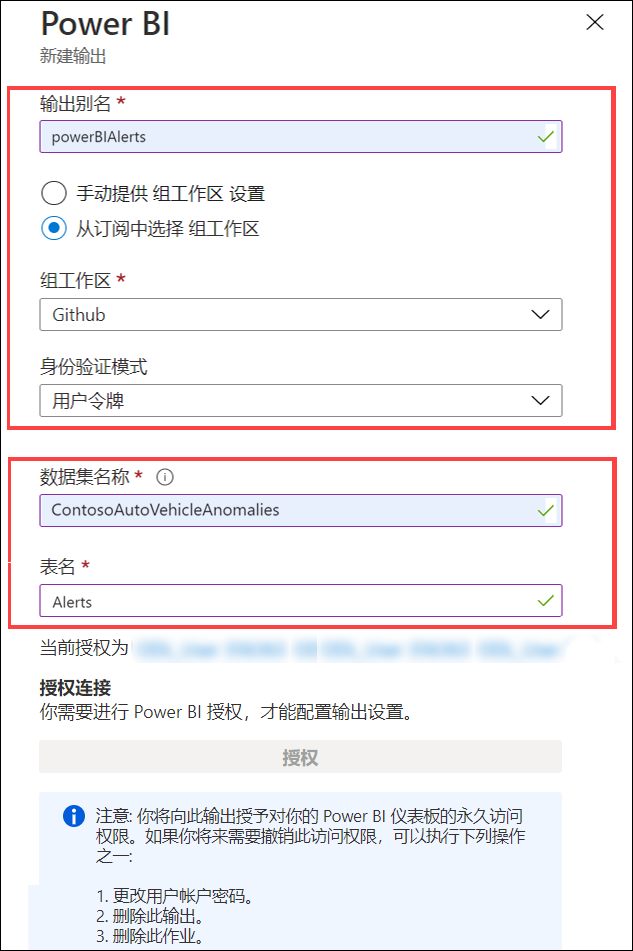 Power BI
新建输出
输出别名 *
powerBIAlerts
手动提供 组工作区 设置
从订阅中选择 组工作区
组工作区 *
Github
身份验证模式
用户令牌
数据集名称 *
ContosoAutoVehicleAnomalies
表名 *
Alerts
当前授权为
授权连接
你需要进行 Power BI 授权，才能配置输出设置。
授权
注意: 你将向此输出授予对你的 Power BI 仪表板的永久访问
权限。如果你将来需要撤销此访问权限，可以执行下列操作
之一:
1. 更改用户帐户密码。
2. 删除此输出。
3. 删除此作业。